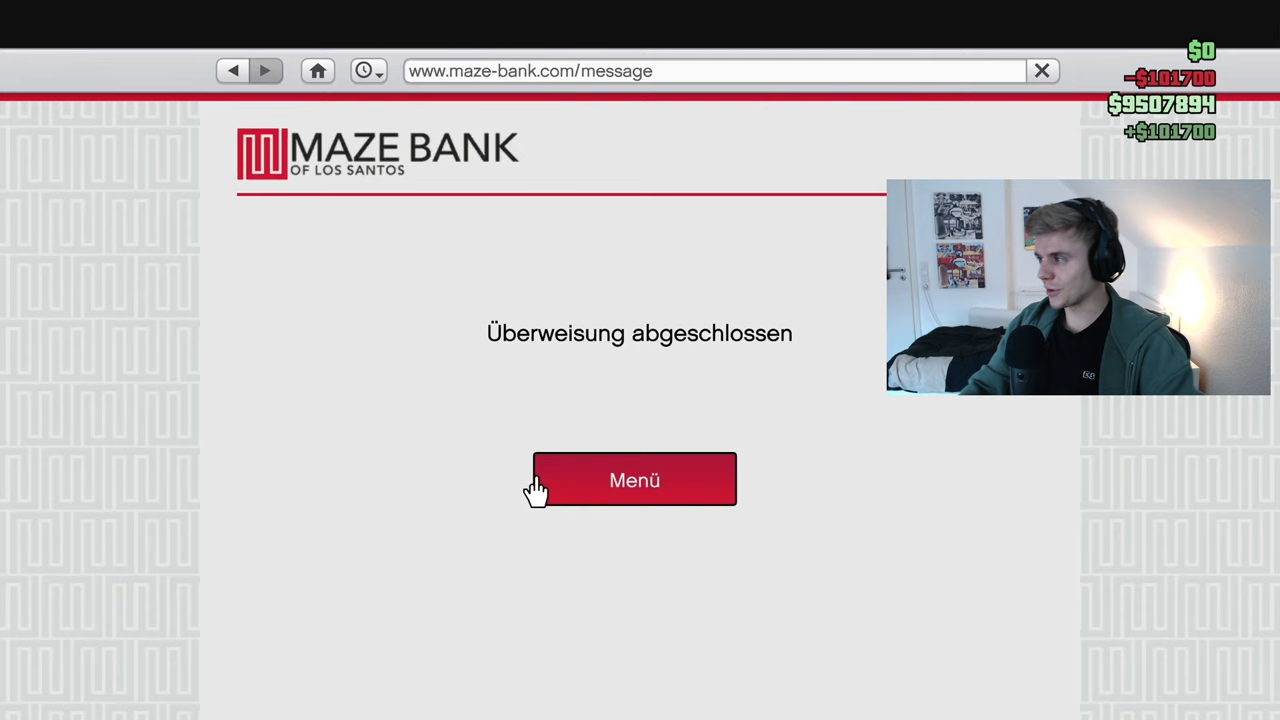 www.maze-bank.com/message
$0
-$101700
$9507894
+$101700
MAZE BANK
OF LOS SANTOS
Überweisung abgeschlossen
Menü